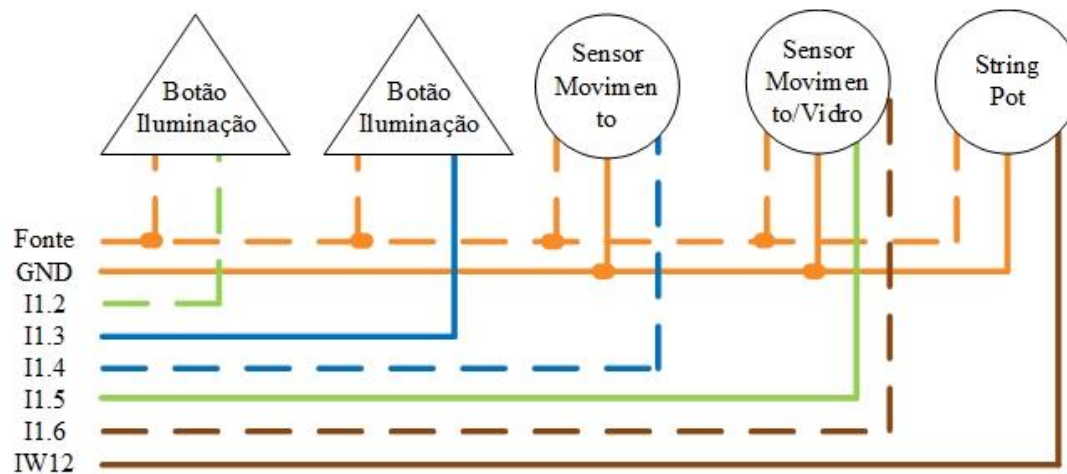 Botão
Iluminação
Botão
Iluminação
Sensor
Movimen
to
Sensor
Movimen
to/Vidro
String
Pot
Fonte
GND
I1.2
I1.3
I1.4
I1.5
I1.6
IW12